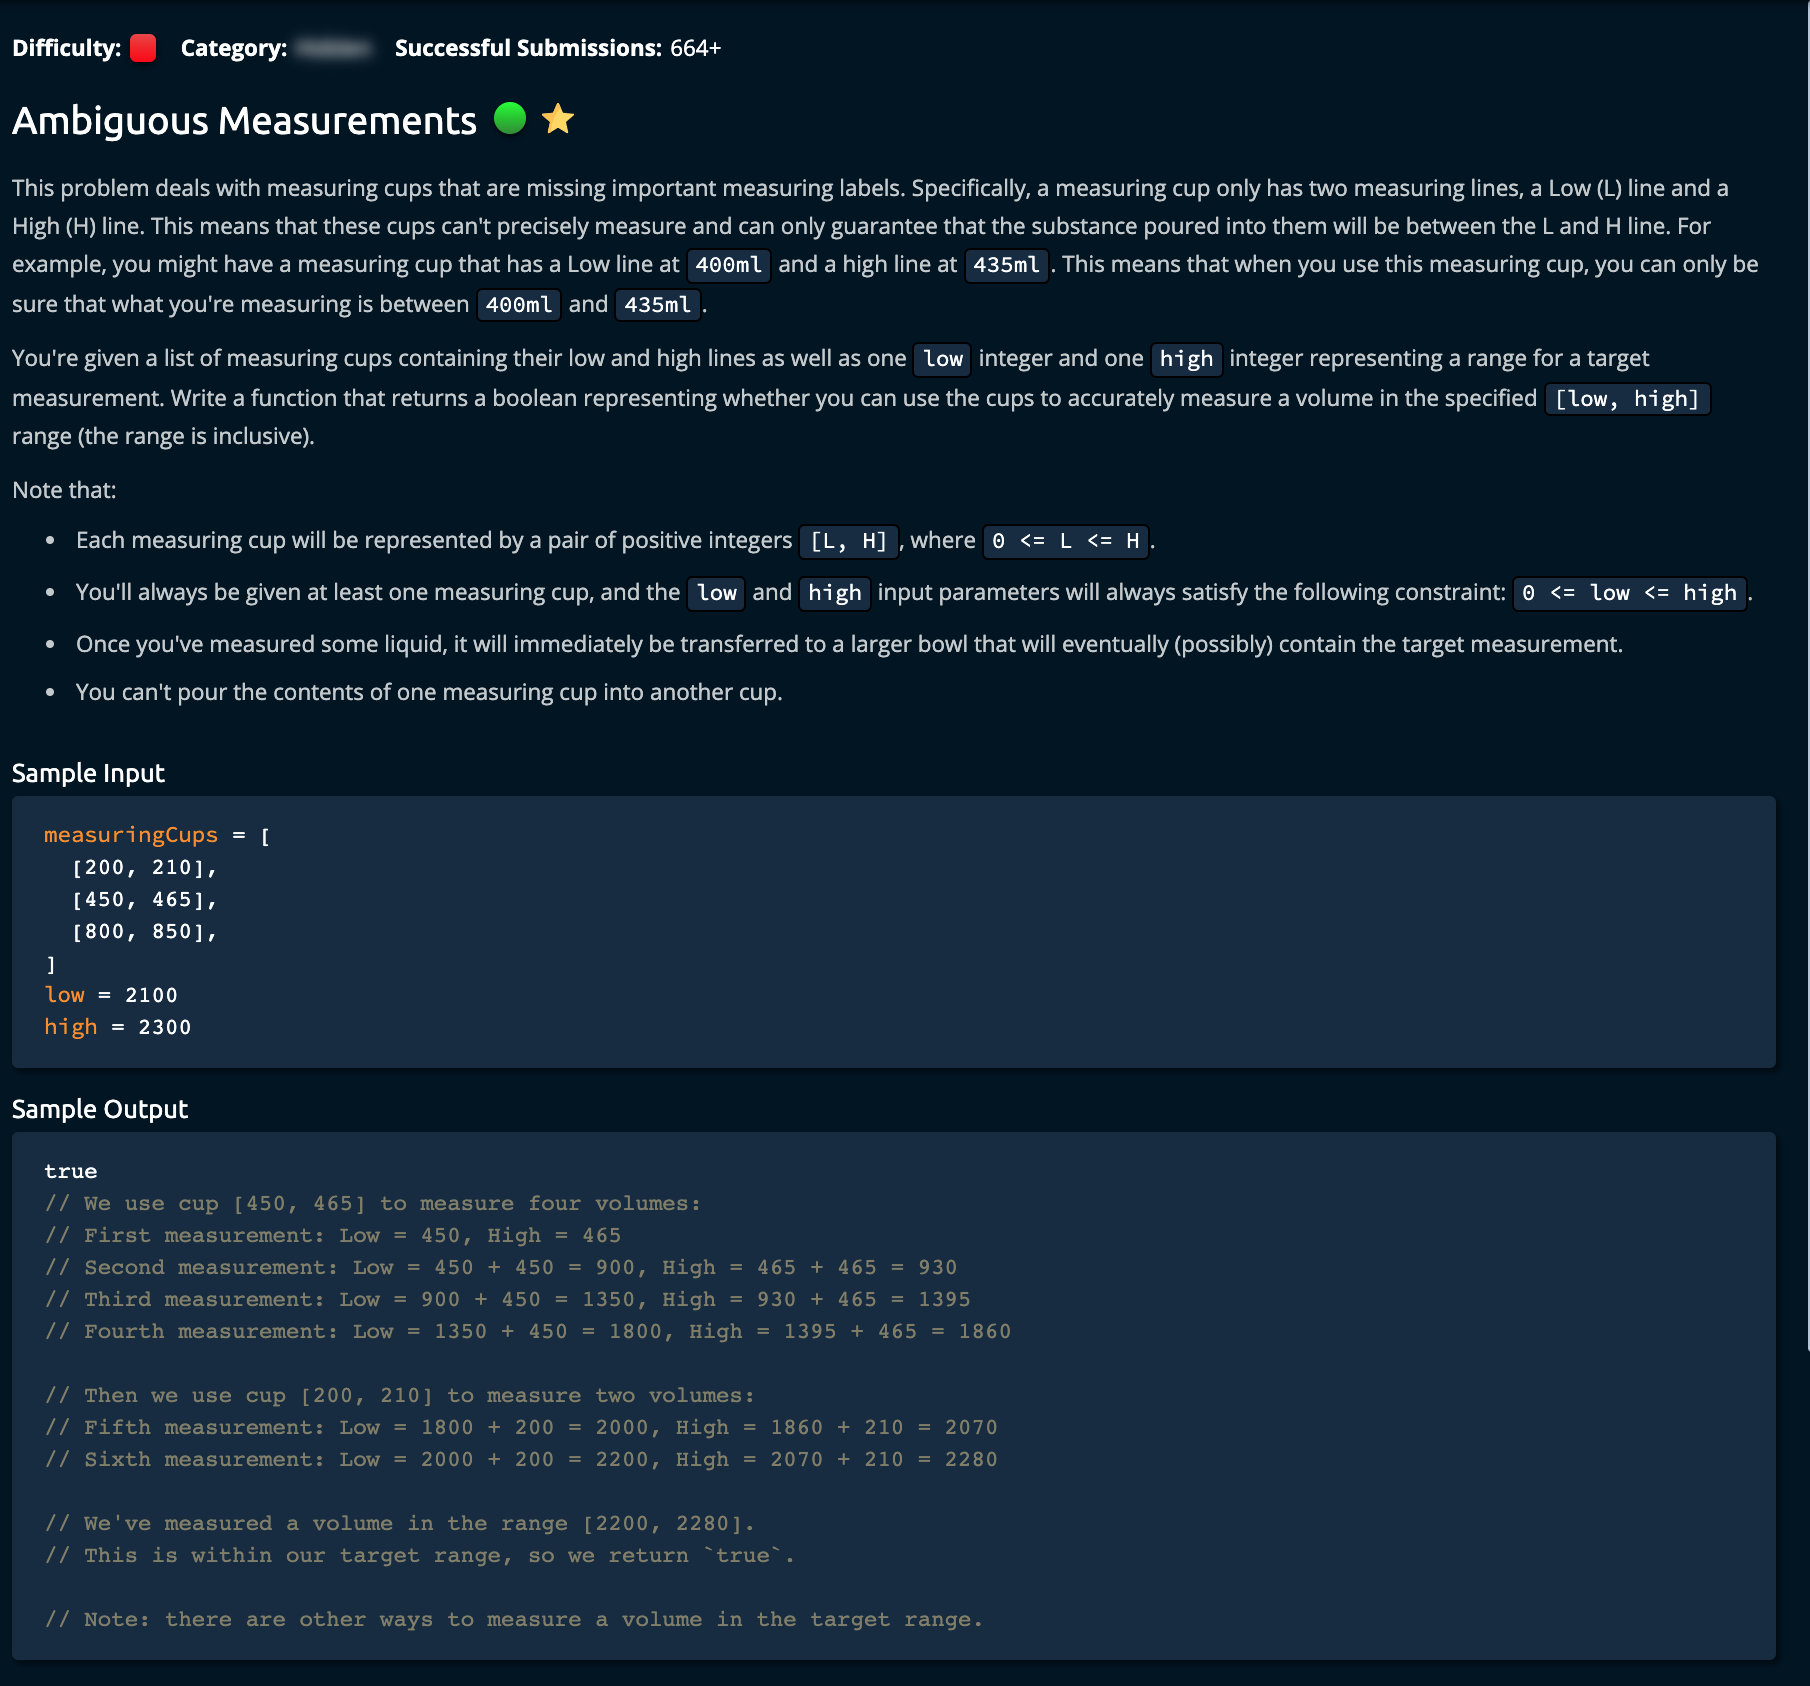 Difficulty: Category: Successful Submissions: 664+
Ambiguous Measurements
This problem deals with measuring cups that are missing important measuring labels. Specifically, a measuring cup only has two measuring lines, a Low (L) line and a
High (H) line. This means that these cups can't precisely measure and can only guarantee that the substance poured into them will be between the L and H line. For
example, you might have a measuring cup that has a Low line at 400ml and a high line at 435ml. This means that when you use this measuring cup, you can only be
sure that what you're measuring is between 400ml and 435ml.
You're given a list of measuring cups containing their low and high lines as well as one low integer and one high integer representing a range for a target
measurement. Write a function that returns a boolean representing whether you can use the cups to accurately measure a volume in the specified [low, high]
range (the range is inclusive).
Note that:
• Each measuring cup will be represented by a pair of positive integers [L, H], where 0 <= L <= H.
• You'll always be given at least one measuring cup, and the low and high input parameters will always satisfy the following constraint: 0 <= low <= high.
• Once you've measured some liquid, it will immediately be transferred to a larger bowl that will eventually (possibly) contain the target measurement.
• You can't pour the contents of one measuring cup into another cup.
Sample Input
measuringCups = [
  [200, 210],
  [450, 465],
  [800, 850],
]
low = 2100
high = 2300
Sample Output
true
// We use cup [450, 465] to measure four volumes:
// First measurement: Low = 450, High = 465
// Second measurement: Low = 450 + 450 = 900, High = 465 + 465 = 930
// Third measurement: Low = 900 + 450 = 1350, High = 930 + 465 = 1395
// Fourth measurement: Low = 1350 + 450 = 1800, High = 1395 + 465 = 1860
// Then we use cup [200, 210] to measure two volumes:
// Fifth measurement: Low = 1800 + 200 = 2000, High = 1860 + 210 = 2070
// Sixth measurement: Low = 2000 + 200 = 2200, High = 2070 + 210 = 2280
// We've measured a volume in the range [2200, 2280].
// This is within our target range, so we return `true`.
// Note: there are other ways to measure a volume in the target range.